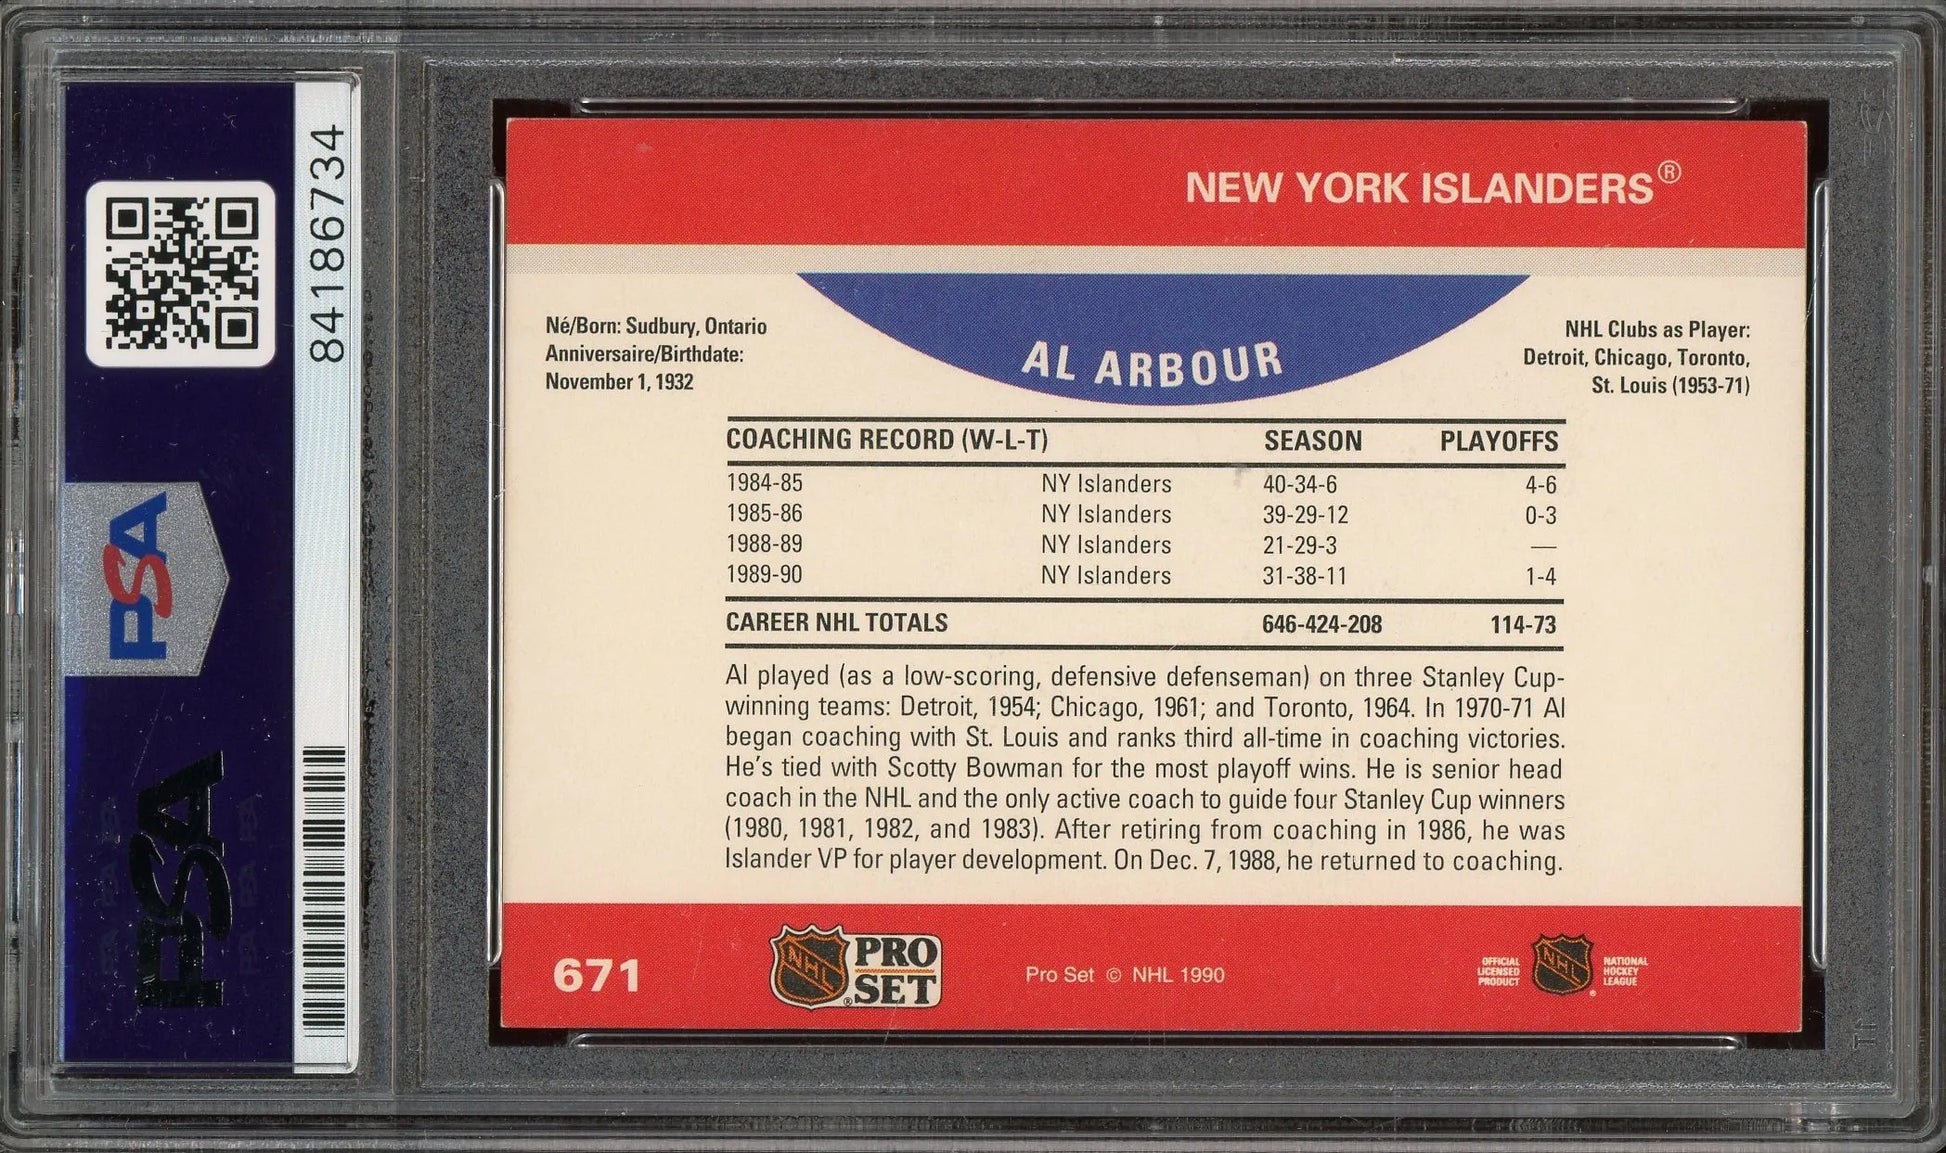 84186734
PSA
PSA
NEW YORK ISLANDERS®
AL ARBOUR
Né/Born: Sudbury, Ontario
Anniversaire/Birthdate:
November 1, 1932
NHL Clubs as Player:
Detroit, Chicago, Toronto,
St. Louis (1953-71)
COACHING RECORD (W-L-T) SEASON PLAYOFFS
1984-85 NY Islanders 40-34-6 4-6
1985-86 NY Islanders 39-29-12 0-3
1988-89 NY Islanders 21-29-3 —
1989-90 NY Islanders 31-38-11 1-4
CAREER NHL TOTALS 646-424-208 114-73
Al played (as a low-scoring, defensive defenseman) on three Stanley Cup-
winning teams: Detroit, 1954; Chicago, 1961; and Toronto, 1964. In 1970-71 Al
began coaching with St. Louis and ranks third all-time in coaching victories.
He's tied with Scotty Bowman for the most playoff wins. He is senior head
coach in the NHL and the only active coach to guide four Stanley Cup winners
(1980, 1981, 1982, and 1983). After retiring from coaching in 1986, he was
Islander VP for player development. On Dec. 7, 1988, he returned to coaching.
671
NHL
PRO
SET
®
Pro Set © NHL 1990
OFFICIAL
LICENSED
PRODUCT
NHL
®
NATIONAL
HOCKEY
LEAGUE